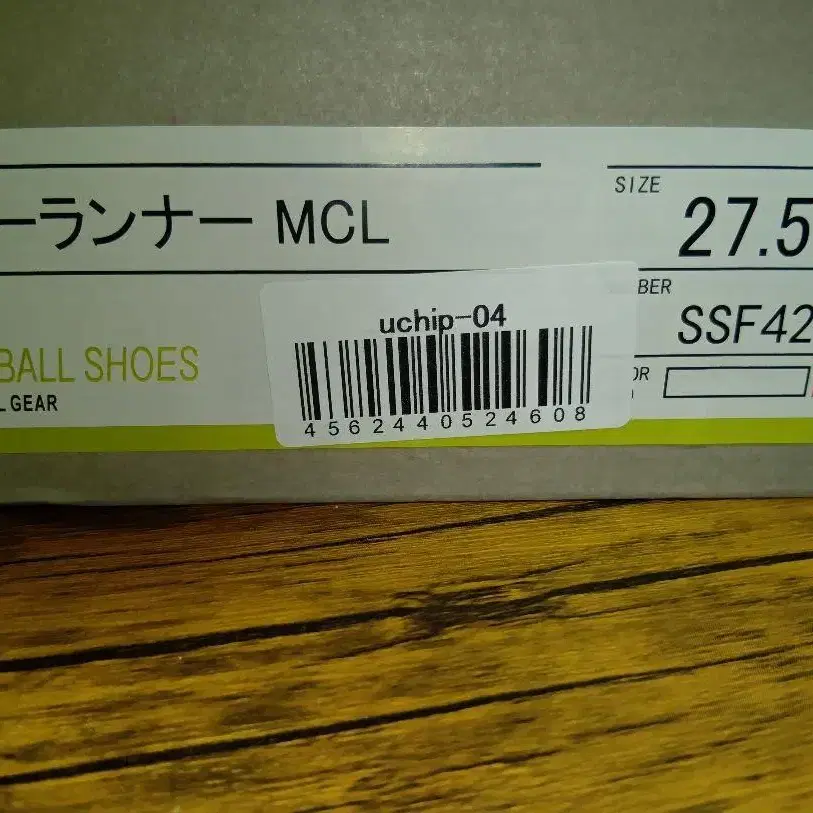 ーランナー MCL
SIZE
27.5
BER
SSF42
uchip-04
4562440524608
BALL SHOES
L GEAR
OR